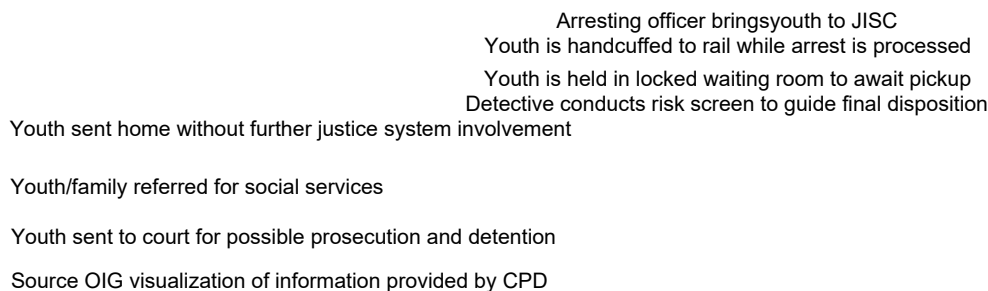 Arresting officer bringsyouth to JISC
Youth is handcuffed to rail while arrest is processed
Youth is held in locked waiting room to await pickup
Detective conducts risk screen to guide final disposition
Youth sent home without further justice system involvement
Youth/family referred for social services
Youth sent to court for possible prosecution and detention
Source OIG visualization of information provided by CPD